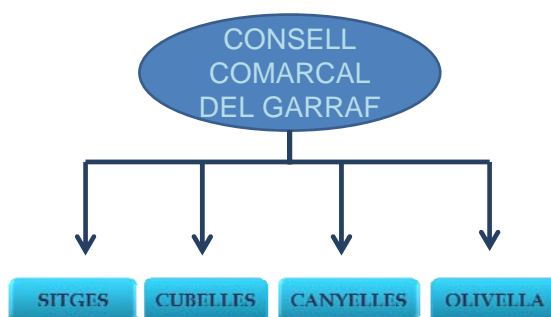 CONSELL
COMARCAL
DEL GARRAF
SITGES CUBELLES CANYELLES OLIVELLA